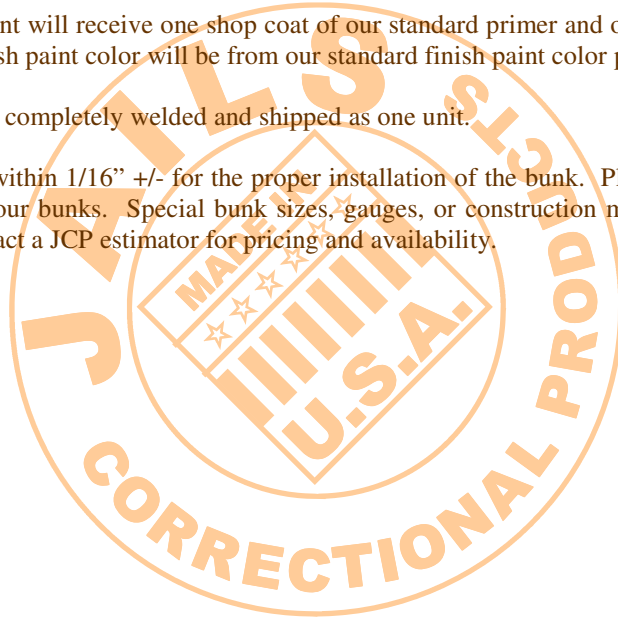 nt will receive one shop coat of our standard primer and o
sh paint color will be from our standard finish paint color p
completely welded and shipped as one unit.
within 1/16” +/- for the proper installation of the bunk. Pl
our bunks. Special bunk sizes, gauges, or construction m
act a JCP estimator for pricing and availability.
JAILS
CORRECTIONAL PRODUCTS
MADE IN
U.S.A.